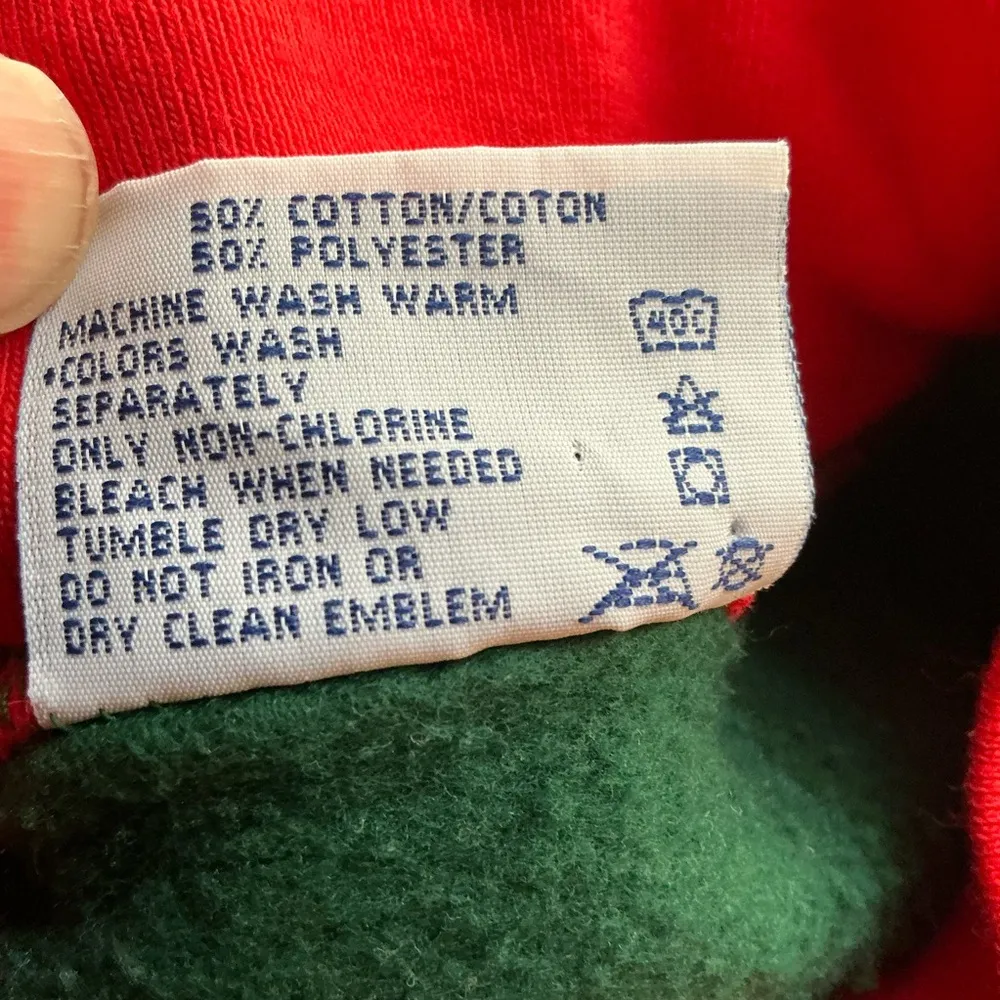 50% COTTON/COTON
50% POLYESTER
MACHINE WASH WARM
*COLORS WASH
SEPARATELY
ONLY NON-CHLORINE
BLEACH WHEN NEEDED
TUMBLE DRY LOW
DO NOT IRON OR
DRY CLEAN EMBLEM
40C